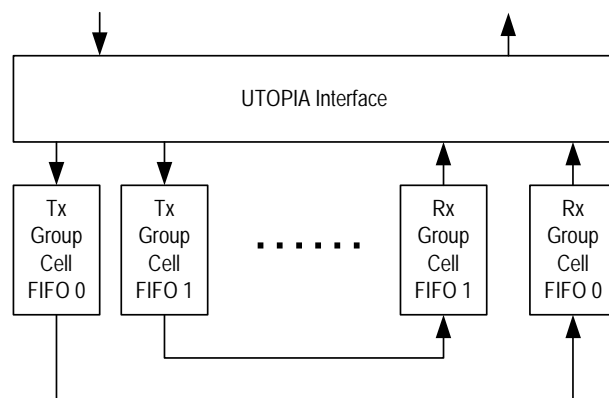 UTOPIA Interface
Tx
Group
Cell
FIFO 0
Tx
Group
Cell
FIFO 1
Rx
Group
Cell
FIFO 1
Rx
Group
Cell
FIFO 0